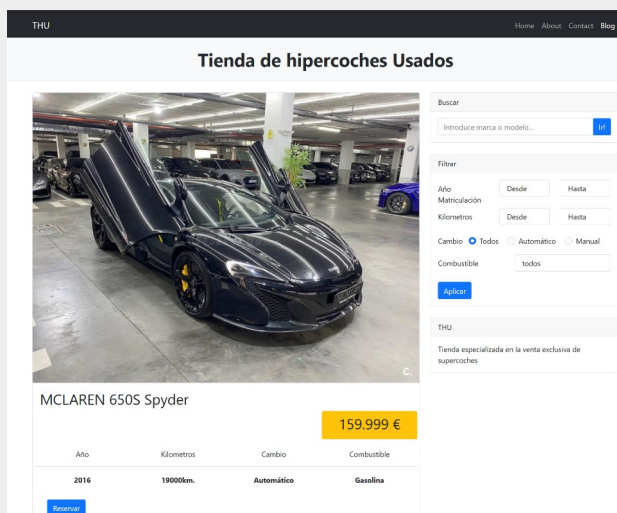 THU
Home About Contact Blog
Tienda de hipercoches Usados
C.
MCLAREN 650S Spyder
159.999 €
Año Kilometros Cambio Combustible
2016 19000km. Automático Gasolina
Reservar
Buscar
Introduce marca o modelo... Ir!
Filtrar
Año Desde Hasta
Matriculación
Kilometros Desde Hasta
Cambio Todos Automático Manual
Combustible todos
Aplicar
THU
Tienda especializada en la venta exclusiva de
supercoches